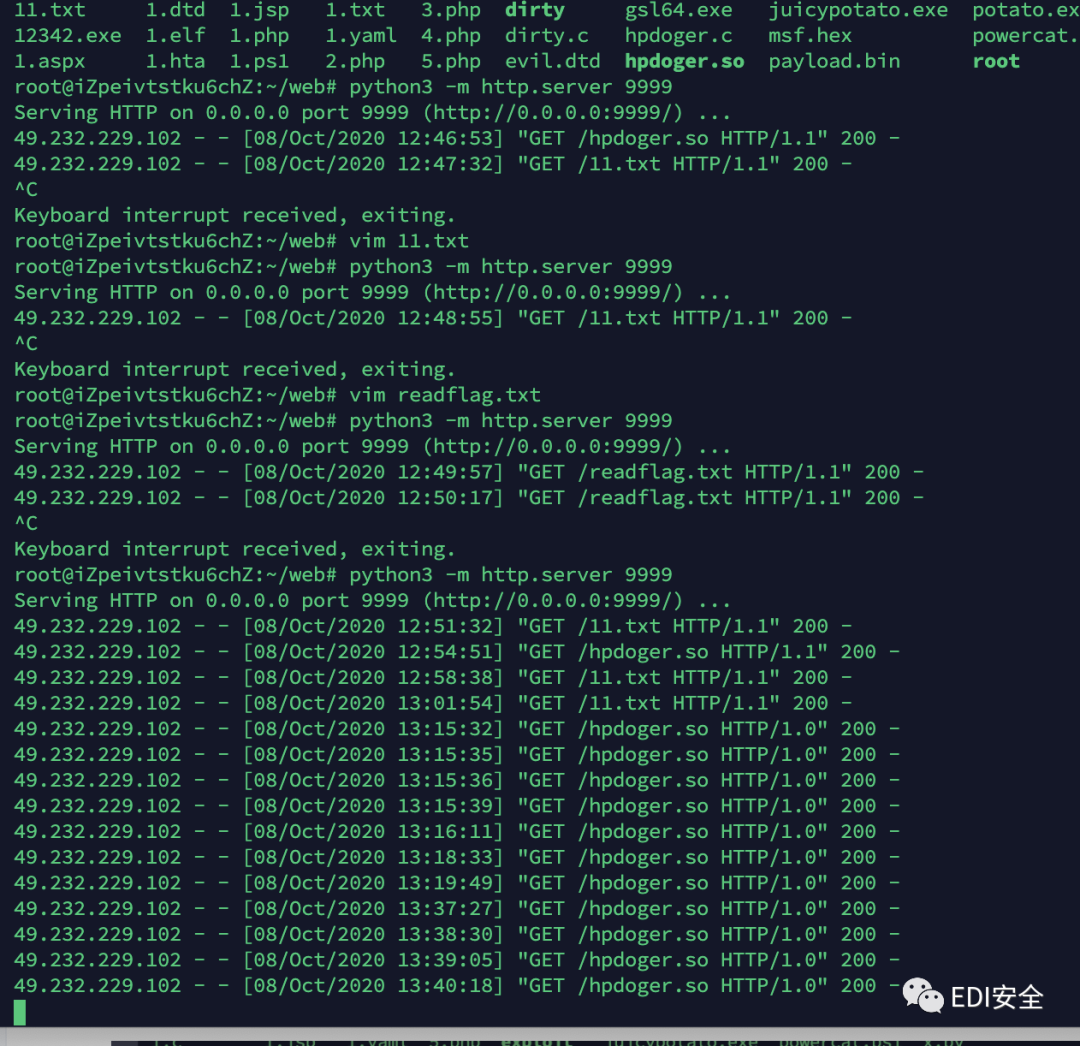 11.txt 1.dtd 1.jsp 1.txt 3.php dirty gsl64.exe juicypotato.exe potato.ex
12342.exe 1.elf 1.php 1.yaml 4.php dirty.c hpdoger.c msf.hex powercat.
1.aspx 1.hta 1.ps1 2.php 5.php evil.dtd hpdoger.so payload.bin root
root@iZpeivtstku6chZ:~/web# python3 -m http.server 9999
Serving HTTP on 0.0.0.0 port 9999 (http://0.0.0.0:9999/) ...
49.232.229.102 - - [08/Oct/2020 12:46:53] "GET /hpdoger.so HTTP/1.1" 200 -
49.232.229.102 - - [08/Oct/2020 12:47:32] "GET /11.txt HTTP/1.1" 200 -
^C
Keyboard interrupt received, exiting.
root@iZpeivtstku6chZ:~/web# vim 11.txt
root@iZpeivtstku6chZ:~/web# python3 -m http.server 9999
Serving HTTP on 0.0.0.0 port 9999 (http://0.0.0.0:9999/) ...
49.232.229.102 - - [08/Oct/2020 12:48:55] "GET /11.txt HTTP/1.1" 200 -
^C
Keyboard interrupt received, exiting.
root@iZpeivtstku6chZ:~/web# vim readflag.txt
root@iZpeivtstku6chZ:~/web# python3 -m http.server 9999
Serving HTTP on 0.0.0.0 port 9999 (http://0.0.0.0:9999/) ...
49.232.229.102 - - [08/Oct/2020 12:49:57] "GET /readflag.txt HTTP/1.1" 200 -
49.232.229.102 - - [08/Oct/2020 12:50:17] "GET /readflag.txt HTTP/1.1" 200 -
^C
Keyboard interrupt received, exiting.
root@iZpeivtstku6chZ:~/web# python3 -m http.server 9999
Serving HTTP on 0.0.0.0 port 9999 (http://0.0.0.0:9999/) ...
49.232.229.102 - - [08/Oct/2020 12:51:32] "GET /11.txt HTTP/1.1" 200 -
49.232.229.102 - - [08/Oct/2020 12:54:51] "GET /hpdoger.so HTTP/1.1" 200 -
49.232.229.102 - - [08/Oct/2020 12:58:38] "GET /11.txt HTTP/1.1" 200 -
49.232.229.102 - - [08/Oct/2020 13:01:54] "GET /11.txt HTTP/1.1" 200 -
49.232.229.102 - - [08/Oct/2020 13:15:32] "GET /hpdoger.so HTTP/1.0" 200 -
49.232.229.102 - - [08/Oct/2020 13:15:35] "GET /hpdoger.so HTTP/1.0" 200 -
49.232.229.102 - - [08/Oct/2020 13:15:36] "GET /hpdoger.so HTTP/1.0" 200 -
49.232.229.102 - - [08/Oct/2020 13:15:39] "GET /hpdoger.so HTTP/1.0" 200 -
49.232.229.102 - - [08/Oct/2020 13:16:11] "GET /hpdoger.so HTTP/1.0" 200 -
49.232.229.102 - - [08/Oct/2020 13:18:33] "GET /hpdoger.so HTTP/1.0" 200 -
49.232.229.102 - - [08/Oct/2020 13:19:49] "GET /hpdoger.so HTTP/1.0" 200 -
49.232.229.102 - - [08/Oct/2020 13:37:27] "GET /hpdoger.so HTTP/1.0" 200 -
49.232.229.102 - - [08/Oct/2020 13:38:30] "GET /hpdoger.so HTTP/1.0" 200 -
49.232.229.102 - - [08/Oct/2020 13:39:05] "GET /hpdoger.so HTTP/1.0" 200 -
49.232.229.102 - - [08/Oct/2020 13:40:18] "GET /hpdoger.so HTTP/1.0" 200 -
EDI安全